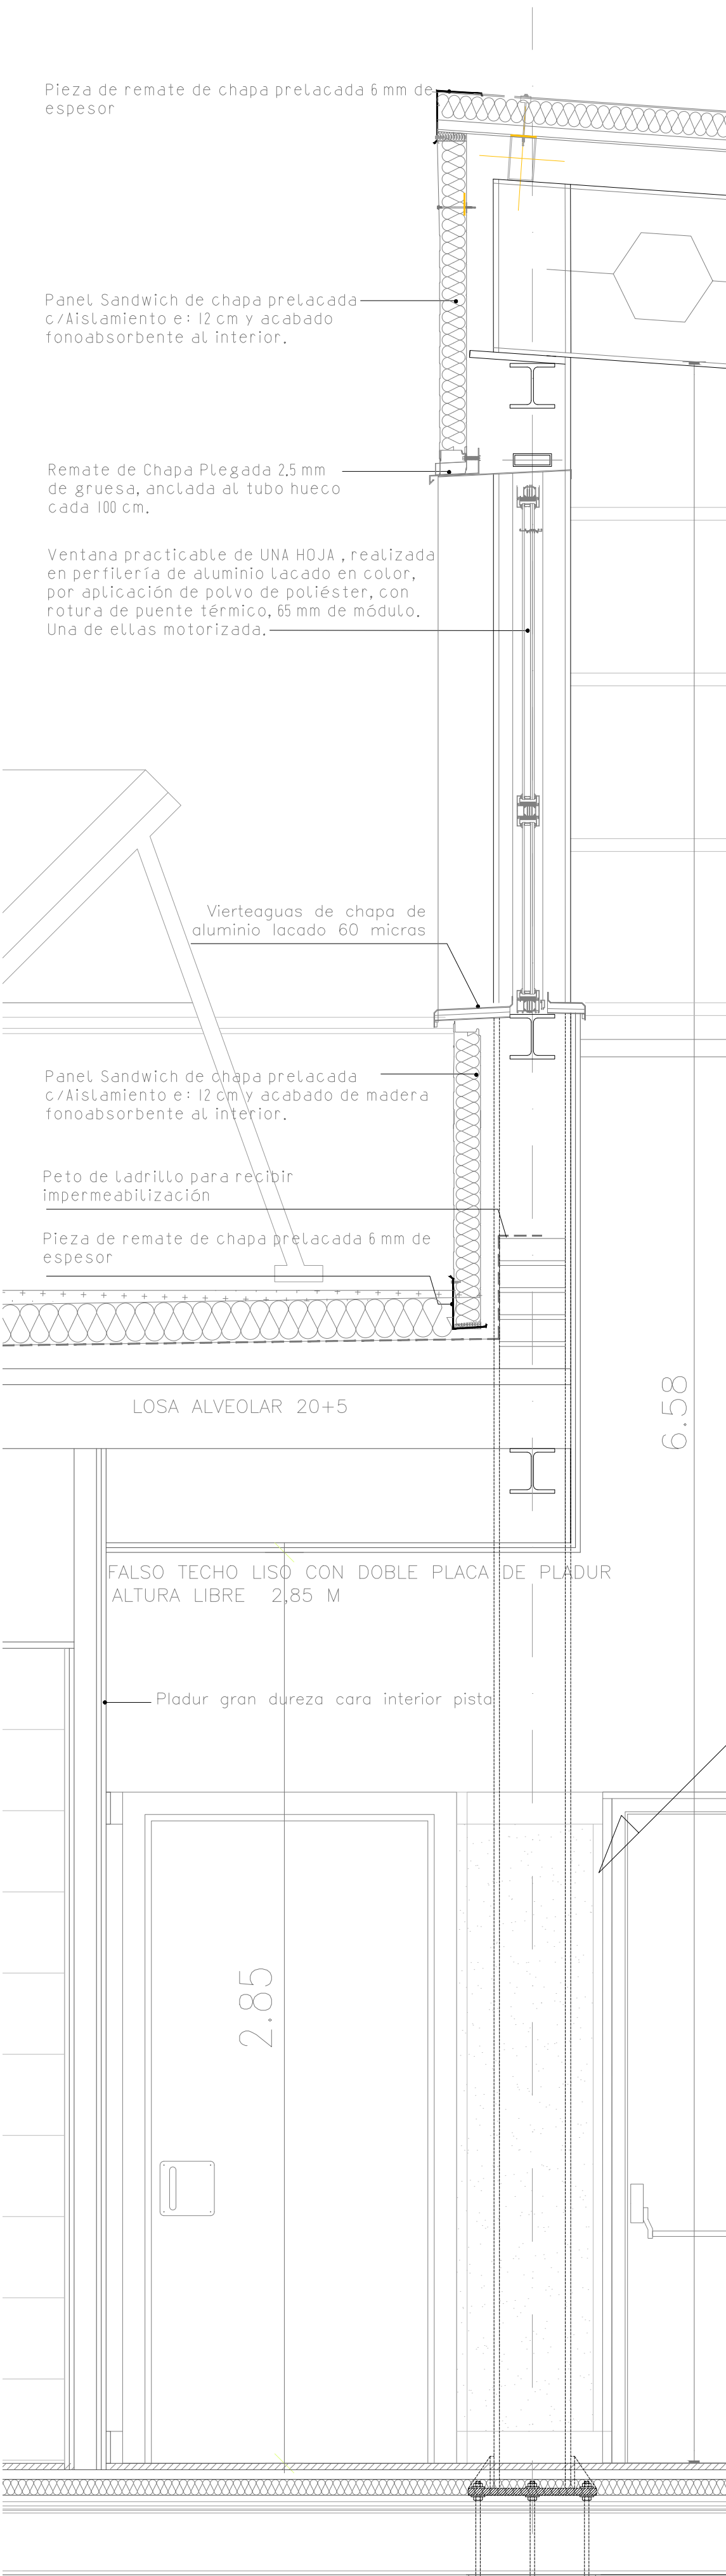 Pieza de remate de chapa prelacada 6 mm de
espesor
Panel Sandwich de chapa prelacada
c/Aislamiento e: 12 cm y acabado
fonoabsorbente al interior.
Remate de Chapa Plegada 2,5 mm
de gruesa, anclada al tubo hueco
cada 100 cm.
Ventana practicable de UNA HOJA , realizada
en perfilería de aluminio lacado en color,
por aplicación de polvo de poliéster, con
rotura de puente térmico, 65 mm de módulo.
Una de ellas motorizada.
Vierteaguas de chapa de
aluminio lacado 60 micras
Panel Sandwich de chapa prelacada
c/Aislamiento e: 12 cm y acabado de madera
fonoabsorbente al interior.
Peto de ladrillo para recibir
impermeabilización
Pieza de remate de chapa prelacada 6 mm de
espesor
LOSA ALVEOLAR 20+5
6.58
FALSO TECHO LISO CON DOBLE PLACA DE PLADUR
ALTURA LIBRE 2,85 M
Pladur gran dureza cara interior pista
2.85